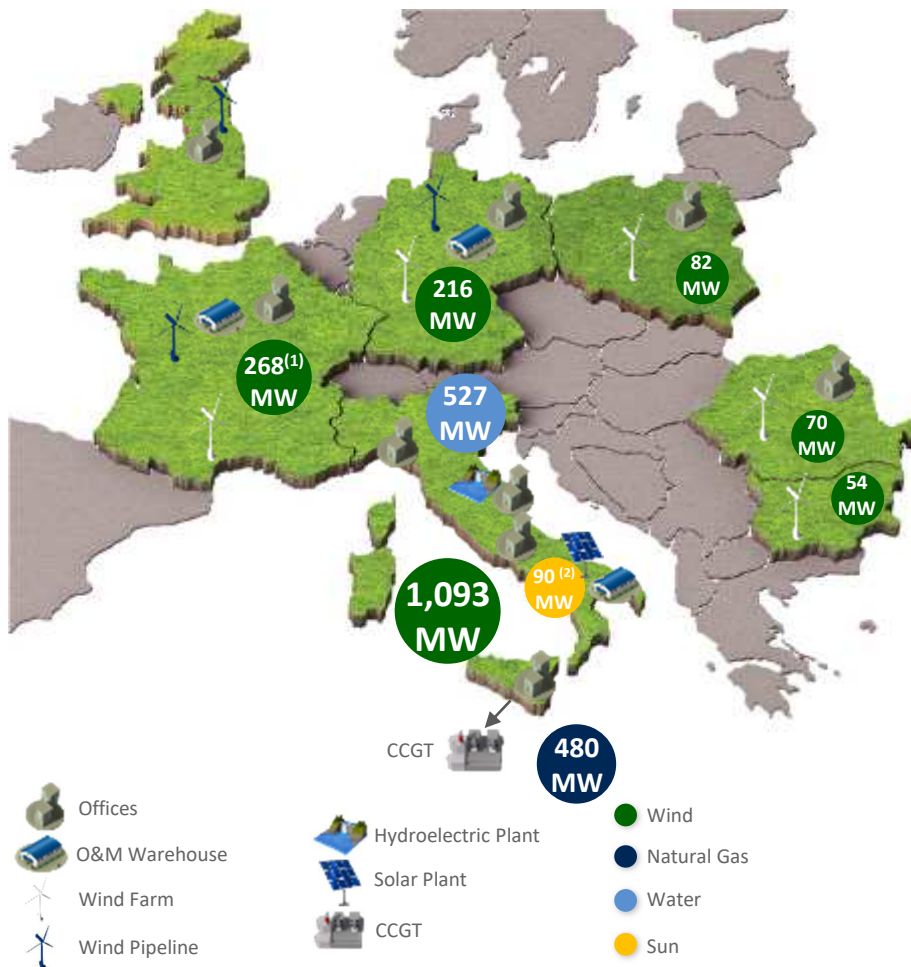 82
MW
216
MW
268(1)
MW
527
MW
70
MW
54
MW
90 (2)
MW
1,093
MW
CCGT
480
MW
Offices
O&M Warehouse
Wind Farm
Wind Pipeline
Hydroelectric Plant
Solar Plant
CCGT
Wind
Natural Gas
Water
Sun